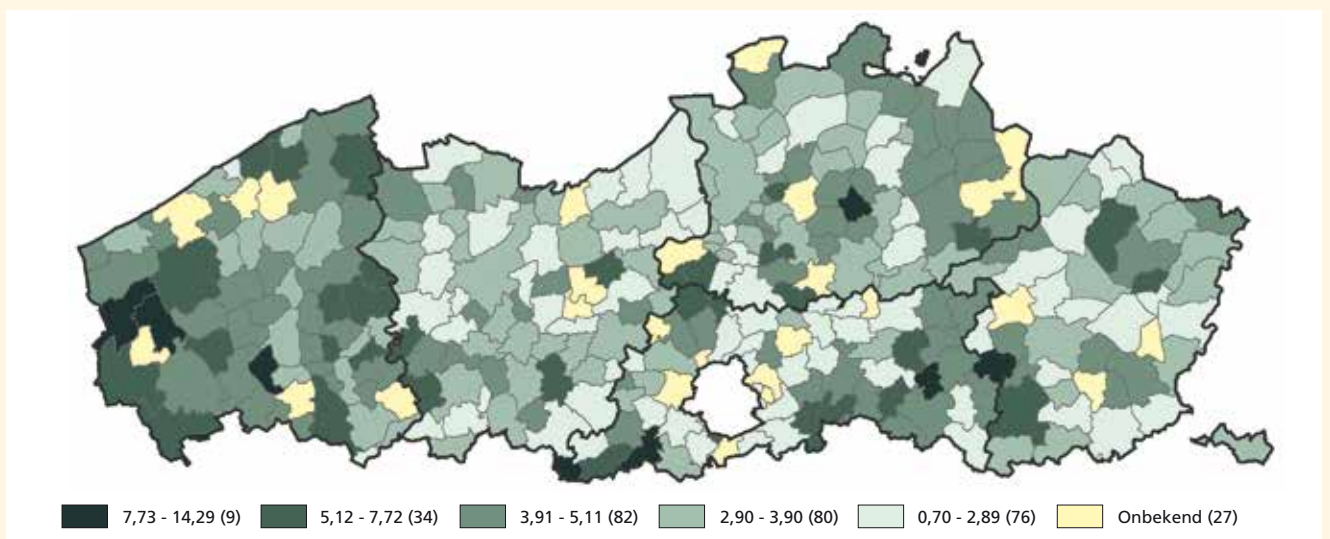 7,73 - 14,29 (9) 5,12 - 7,72 (34) 3,91 - 5,11 (82) 2,90 - 3,90 (80) 0,70 - 2,89 (76) Onbekend (27)